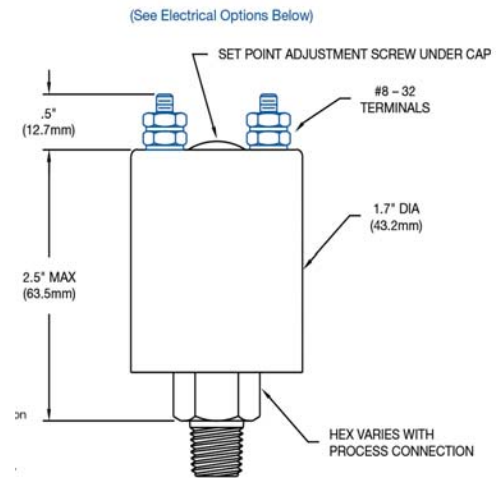 (See Electrical Options Below)
SET POINT ADJUSTMENT SCREW UNDER CAP
#8 – 32
TERMINALS
.5"
(12.7mm)
1.7" DIA
(43.2mm)
2.5" MAX
(63.5mm)
on
HEX VARIES WITH
PROCESS CONNECTION